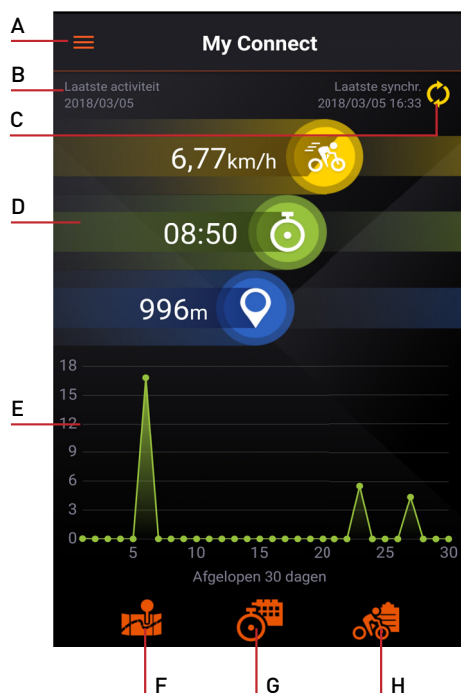 A
My Connect
B
Laatste activiteit
2018/03/05
Laatste synchr.
2018/03/05 16:33
C
6,77km/h
D
08:50
996m
18
15
E
12
9
6
3
0
5 10 15 20 25 30
Afgelopen 30 dagen
F G H